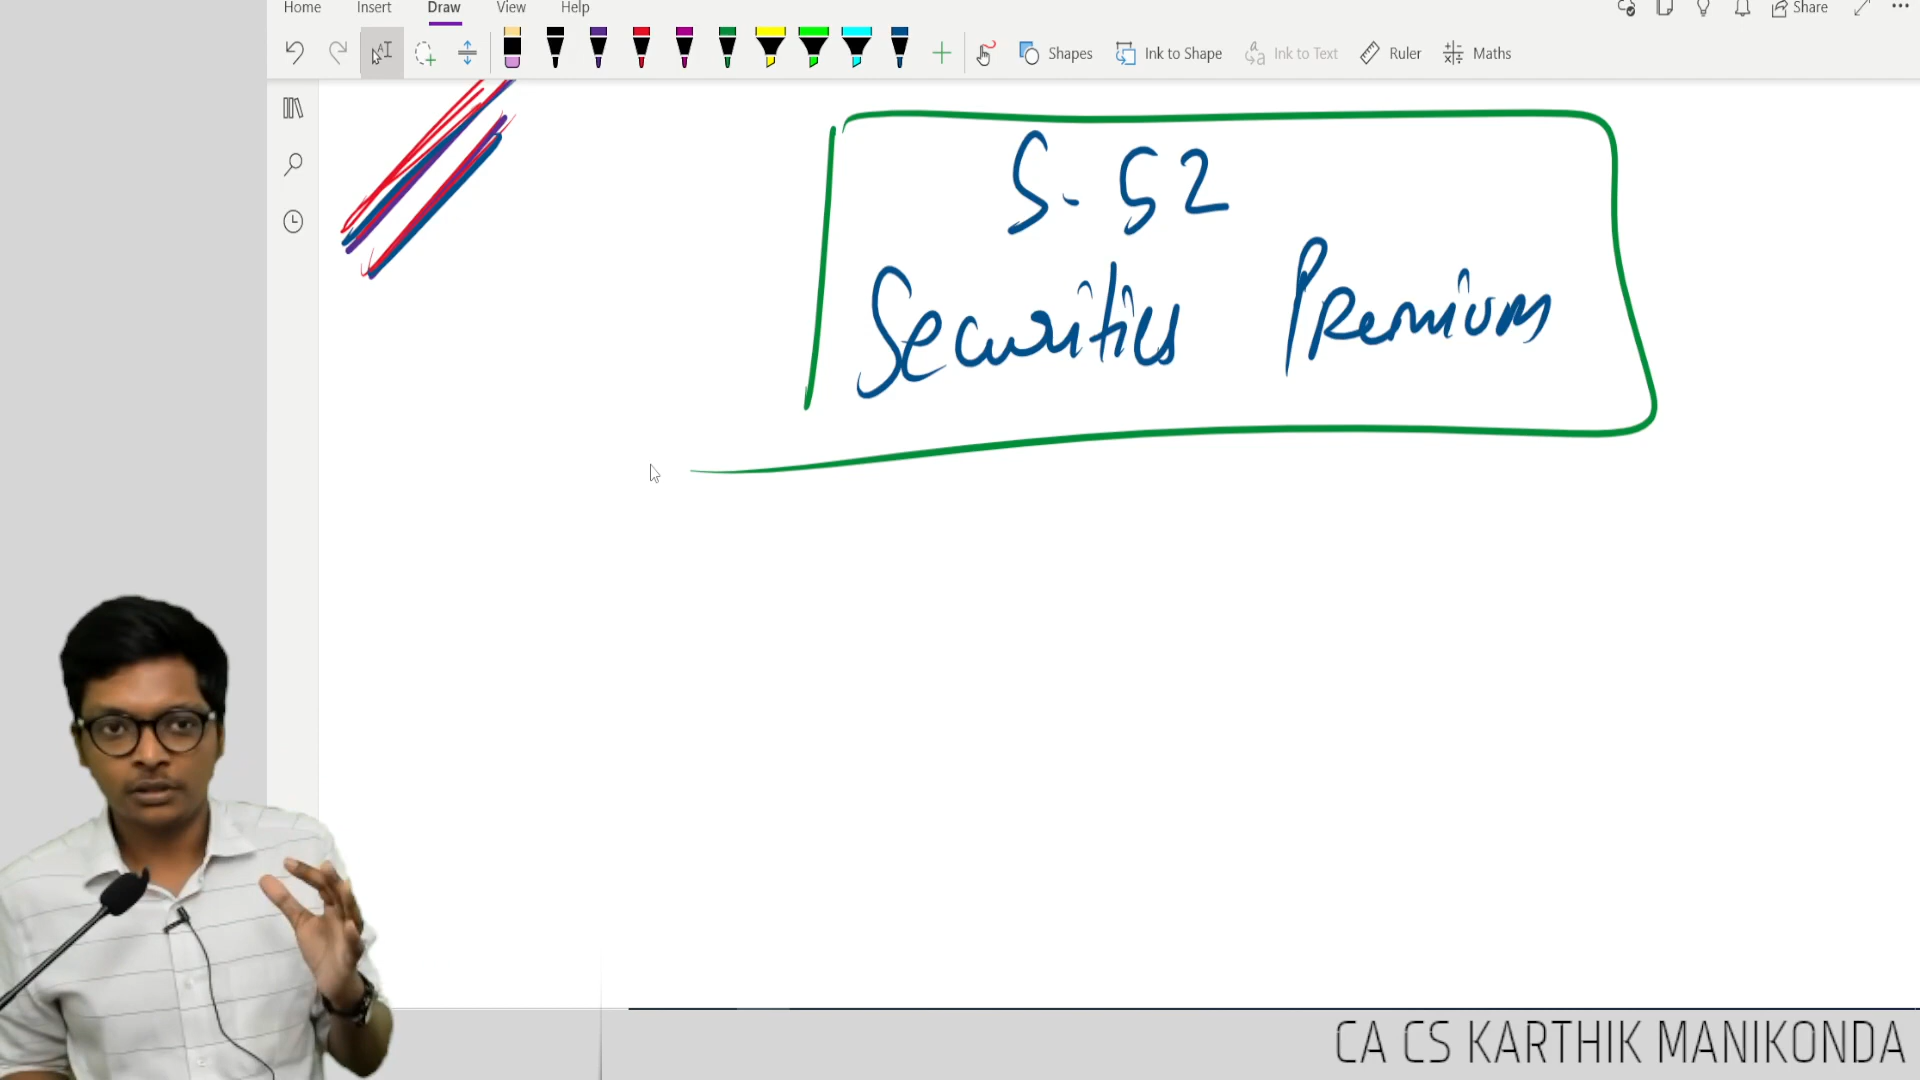 Home Insert Draw View Help Share
Shapes Ink to Shape Ink to Text Ruler Maths
S-52
Securities Premium
CA CS KARTHIK MANIKONDA